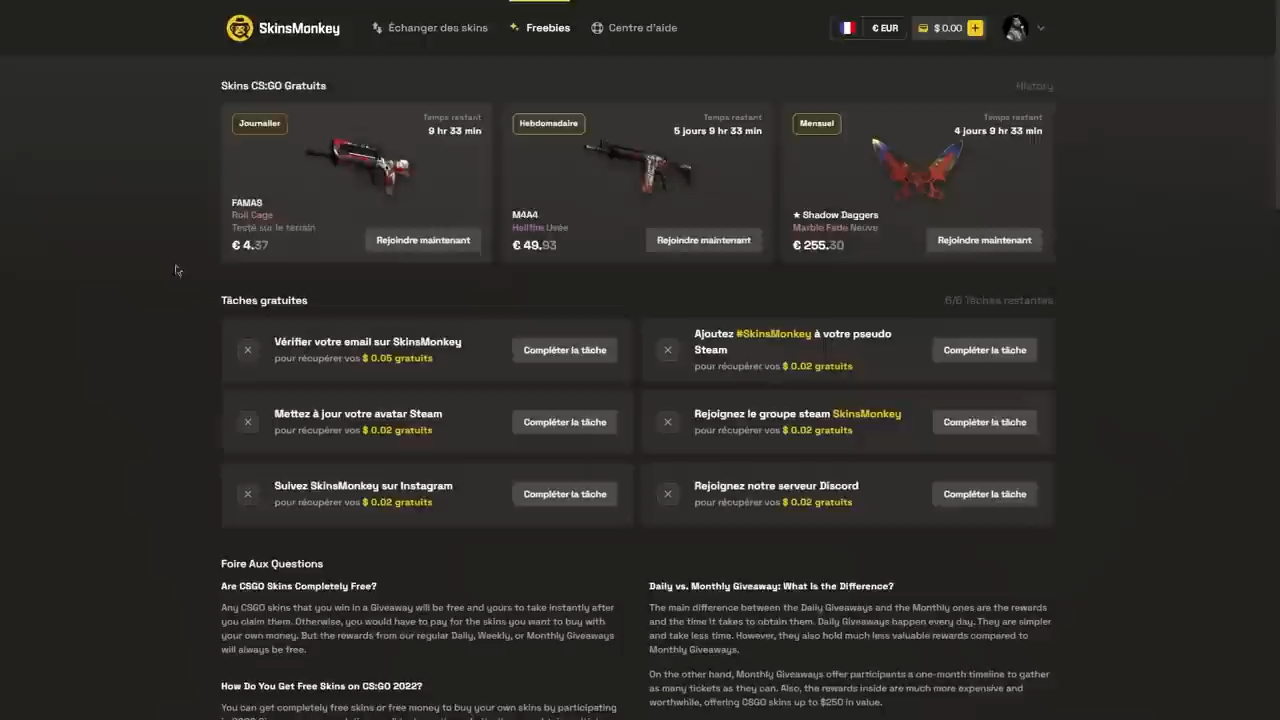 SkinsMonkey
Échanger des skins
Freebies
Centre d'aide
€ EUR
$ 0.00
Skins CS:GO Gratuits
History
Journalier
Temps restant
9 hr 33 min
FAMAS
Roll Cage
Testé sur le terrain
€ 4.37
Rejoindre maintenant
Hebdomadaire
Temps restant
5 jours 9 hr 33 min
M4A4
Hellfire Usée
€ 49.93
Rejoindre maintenant
Mensuel
Temps restant
4 jours 9 hr 33 min
★ Shadow Daggers
Marble Fade Neuve
€ 255.30
Rejoindre maintenant
Tâches gratuites
6/6 Tâches restantes
Vérifier votre email sur SkinsMonkey
pour récupérer vos $ 0.05 gratuits
Compléter la tâche
Ajoutez #SkinsMonkey à votre pseudo
Steam
pour récupérer vos $ 0.02 gratuits
Compléter la tâche
Mettez à jour votre avatar Steam
pour récupérer vos $ 0.02 gratuits
Compléter la tâche
Rejoignez le groupe steam SkinsMonkey
pour récupérer vos $ 0.02 gratuits
Compléter la tâche
Suivez SkinsMonkey sur Instagram
pour récupérer vos $ 0.02 gratuits
Compléter la tâche
Rejoignez notre serveur Discord
pour récupérer vos $ 0.02 gratuits
Compléter la tâche
Foire Aux Questions
Are CSGO Skins Completely Free?
Any CSGO skins that you win in a Giveaway will be free and yours to take instantly after
you claim them. Otherwise, you would have to pay for the skins you want to buy with
your own money. But the rewards from our regular Daily, Weekly, or Monthly Giveaways
will always be free.
How Do You Get Free Skins on CS:GO 2022?
You can get completely free skins or free money to buy your own skins by participating
Daily vs. Monthly Giveaway: What Is the Difference?
The main difference between the Daily Giveaways and the Monthly ones are the rewards
and the time it takes to obtain them. Daily Giveaways happen every day. They are simpler
and take less time. However, they also hold much less valuable rewards compared to
Monthly Giveaways.
On the other hand, Monthly Giveaways offer participants a one-month timeline to gather
as many tickets as they can. Also, the rewards inside are much more expensive and
worthwhile, offering CSGO skins up to $250 in value.